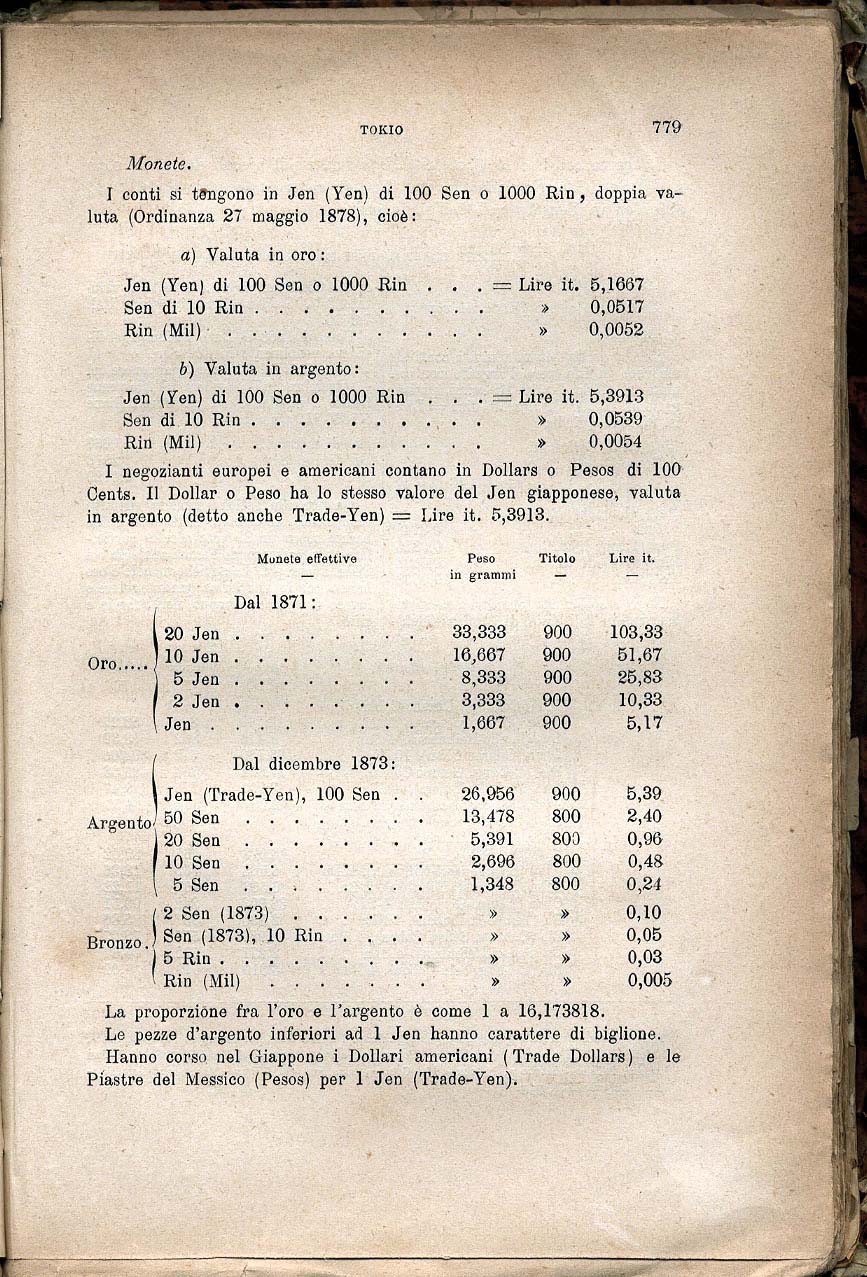 TOKIO 779
Monete.
I conti si tengono in Jen (Yen) di 100 Sen o 1000 Rin, doppia va-
luta (Ordinanza 27 maggio 1878), cioè:
a) Valuta in oro:
Jen (Yen) di 100 Sen o 1000 Rin . . . = Lire it. 5,1667
Sen di 10 Rin . . . . . . . . . . » 0,0517
Rin (Mil) . . . . . . . . . . . » 0,0052
b) Valuta in argento:
Jen (Yen) di 100 Sen o 1000 Rin . . . = Lire it. 5,3913
Sen di 10 Rin . . . . . . . . . . » 0,0539
Rin (Mil) . . . . . . . . . . . » 0,0054
I negozianti europei e americani contano in Dollars o Pesos di 100
Cents. Il Dollar o Peso ha lo stesso valore del Jen giapponese, valuta
in argento (detto anche Trade-Yen) = Lire it. 5,3913.
Monete effettive Peso Titolo Lire it.
— in grammi — —
Dal 1871:
20 Jen . . . . . . . . 33,333 900 103,33
Oro..... 10 Jen . . . . . . . . 16,667 900 51,67
5 Jen . . . . . . . . 8,333 900 25,83
2 Jen . . . . . . . . 3,333 900 10,33
Jen . . . . . . . . . 1,667 900 5,17
Dal dicembre 1873:
Jen (Trade-Yen), 100 Sen . . 26,956 900 5,39
Argento 50 Sen . . . . . . . . 13,478 800 2,40
20 Sen . . . . . . . . 5,391 800 0,96
10 Sen . . . . . . . . 2,696 800 0,48
5 Sen . . . . . . . . 1,348 800 0,24
2 Sen (1873) . . . . . . » » 0,10
Bronzo. Sen (1873), 10 Rin . . . . » » 0,05
5 Rin . . . . . . . . . » » 0,03
Rin (Mil) . . . . . . . » » 0,005
La proporzione fra l'oro e l'argento è come 1 a 16,173818.
Le pezze d'argento inferiori ad 1 Jen hanno carattere di biglione.
Hanno corso nel Giappone i Dollari americani (Trade Dollars) e le
Piastre del Messico (Pesos) per 1 Jen (Trade-Yen).